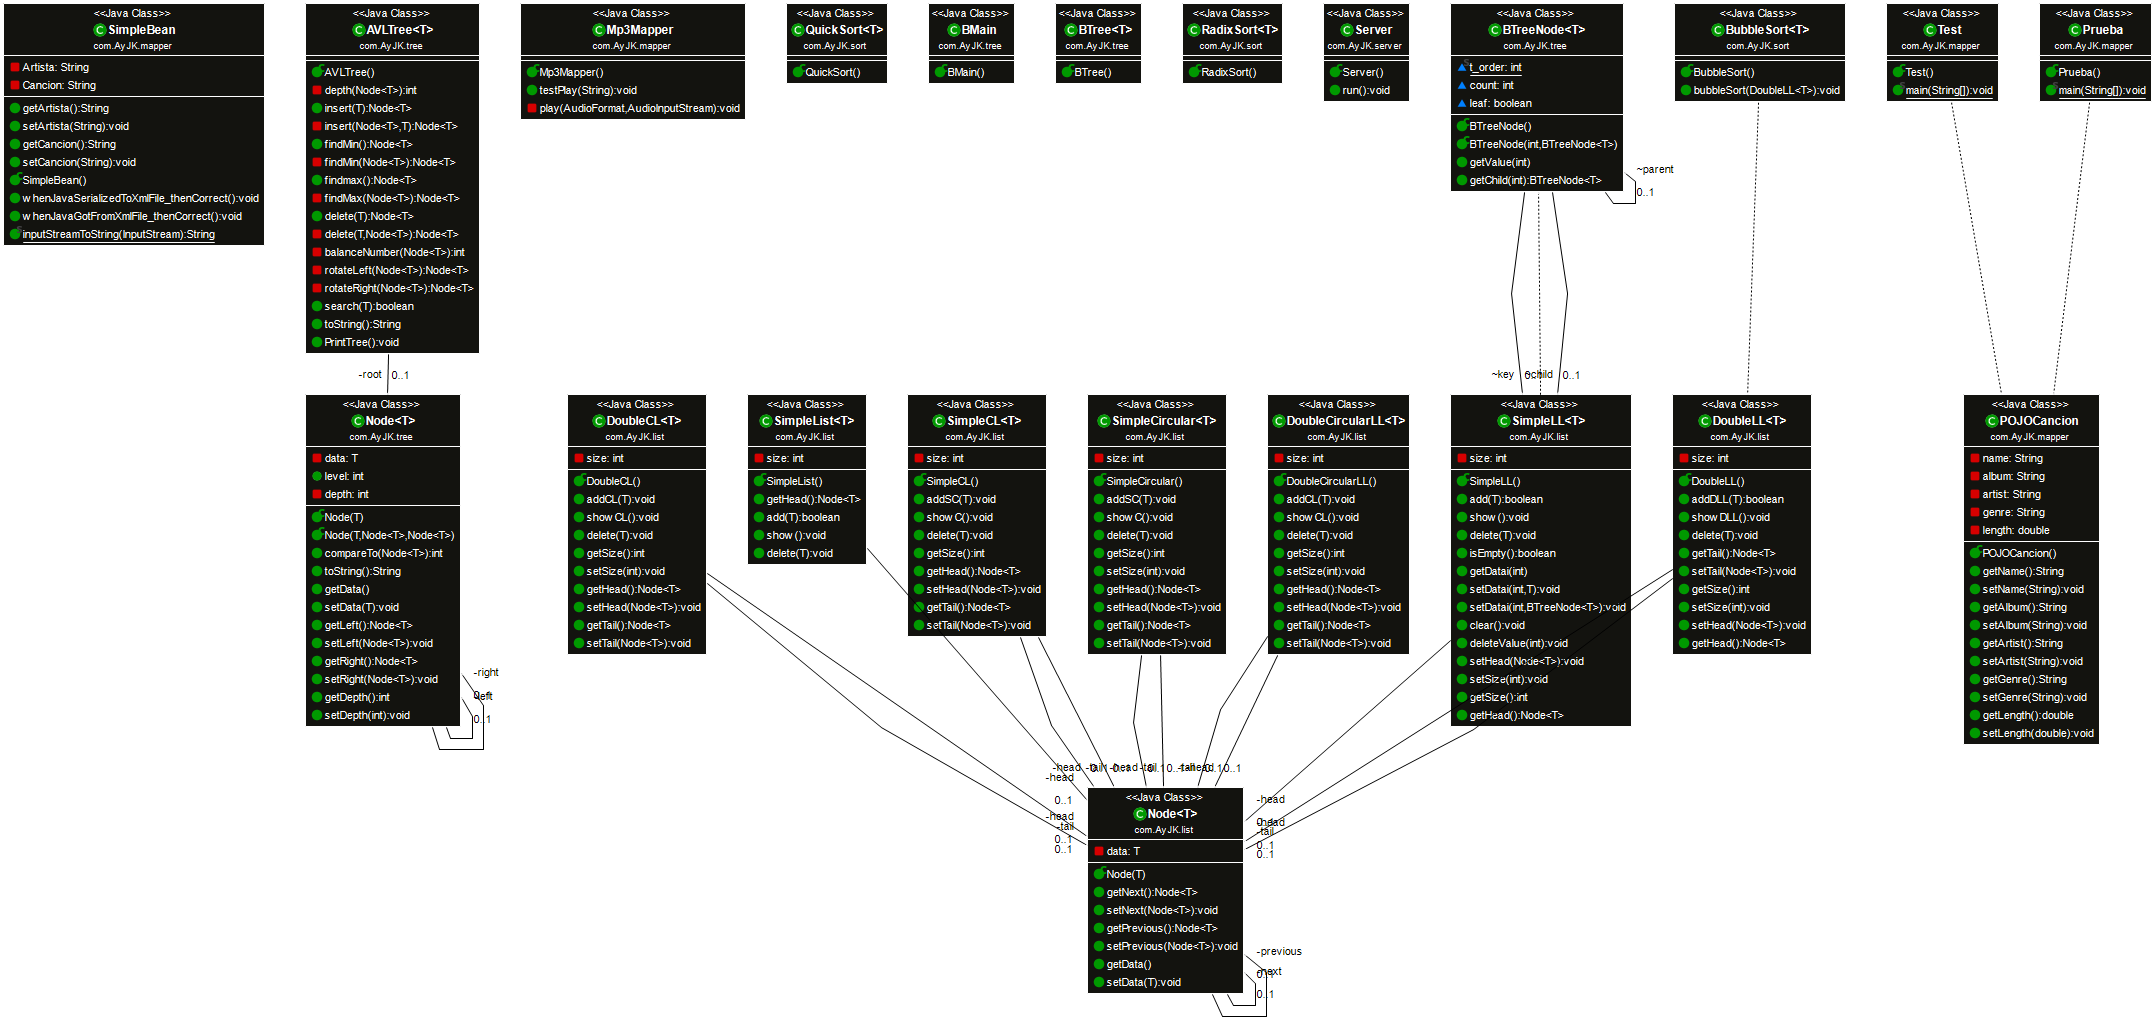 <<Java Class>>
SimpleBean
com.AyJK.mapper
Artista: String
Cancion: String
getArtista():String
setArtista(String):void
getCancion():String
setCancion(String):void
SimpleBean()
whenJavaSerializedToXmlFile_thenCorrect():void
whenJavaGotFromXmlFile_thenCorrect():void
inputStreamToString(InputStream):String
<<Java Class>>
AVLTree<T>
com.AyJK.tree
AVLTree()
depth(Node<T>):int
insert(T):Node<T>
insert(Node<T>,T):Node<T>
findMin():Node<T>
findMin(Node<T>):Node<T>
findmax():Node<T>
findMax(Node<T>):Node<T>
delete(T):Node<T>
delete(T,Node<T>):Node<T>
balanceNumber(Node<T>):int
rotateLeft(Node<T>):Node<T>
rotateRight(Node<T>):Node<T>
search(T):boolean
toString():String
PrintTree():void
<<Java Class>>
Mp3Mapper
com.AyJK.mapper
Mp3Mapper()
testPlay(String):void
play(AudioFormat,AudioInputStream):void
<<Java Class>>
QuickSort<T>
com.AyJK.sort
QuickSort()
<<Java Class>>
BMain
com.AyJK.tree
BMain()
<<Java Class>>
BTree<T>
com.AyJK.tree
BTree()
<<Java Class>>
RadixSort<T>
com.AyJK.sort
RadixSort()
<<Java Class>>
Server
com.AyJK.server
Server()
run():void
<<Java Class>>
BTreeNode<T>
com.AyJK.tree
t_order: int
count: int
leaf: boolean
BTreeNode()
BTreeNode(int,BTreeNode<T>)
getValue(int)
getChild(int):BTreeNode<T>
~parent
0..1
<<Java Class>>
BubbleSort<T>
com.AyJK.sort
BubbleSort()
bubbleSort(DoubleLL<T>):void
<<Java Class>>
Test
com.AyJK.mapper
Test()
main(String[]):void
<<Java Class>>
Prueba
com.AyJK.mapper
Prueba()
main(String[]):void
-root
0..1
~key
0..1
~child
0..1
<<Java Class>>
Node<T>
com.AyJK.tree
data: T
level: int
depth: int
Node(T)
Node(T,Node<T>,Node<T>)
compareTo(Node<T>):int
toString():String
getData()
setData(T):void
getLeft():Node<T>
setLeft(Node<T>):void
getRight():Node<T>
setRight(Node<T>):void
getDepth():int
setDepth(int):void
-right
-left
0..1
<<Java Class>>
DoubleCL<T>
com.AyJK.list
size: int
DoubleCL()
addCL(T):void
showCL():void
delete(T):void
getSize():int
setSize(int):void
getHead():Node<T>
setHead(Node<T>):void
getTail():Node<T>
setTail(Node<T>):void
<<Java Class>>
SimpleList<T>
com.AyJK.list
size: int
SimpleList()
getHead():Node<T>
add(T):boolean
show():void
delete(T):void
<<Java Class>>
SimpleCL<T>
com.AyJK.list
size: int
SimpleCL()
addSC(T):void
showC():void
delete(T):void
getSize():int
getHead():Node<T>
setHead(Node<T>):void
getTail():Node<T>
setTail(Node<T>):void
<<Java Class>>
SimpleCircular<T>
com.AyJK.list
size: int
SimpleCircular()
addSC(T):void
showC():void
delete(T):void
getSize():int
setSize(int):void
getHead():Node<T>
setHead(Node<T>):void
getTail():Node<T>
setTail(Node<T>):void
<<Java Class>>
DoubleCircularLL<T>
com.AyJK.list
size: int
DoubleCircularLL()
addCL(T):void
showCL():void
delete(T):void
getSize():int
setSize(int):void
getHead():Node<T>
setHead(Node<T>):void
getTail():Node<T>
setTail(Node<T>):void
<<Java Class>>
SimpleLL<T>
com.AyJK.list
size: int
SimpleLL()
add(T):boolean
show():void
delete(T):void
isEmpty():boolean
getDatai(int)
setDatai(int,T):void
setDatai(int,BTreeNode<T>):void
clear():void
deleteValue(int):void
setHead(Node<T>):void
setSize(int):void
getSize():int
getHead():Node<T>
<<Java Class>>
DoubleLL<T>
com.AyJK.list
size: int
DoubleLL()
addDLL(T):boolean
showDLL():void
delete(T):void
getTail():Node<T>
setTail(Node<T>):void
getSize():int
setSize(int):void
setHead(Node<T>):void
getHead():Node<T>
<<Java Class>>
POJOCancion
com.AyJK.mapper
name: String
album: String
artist: String
genre: String
length: double
POJOCancion()
getName():String
setName(String):void
getAlbum():String
setAlbum(String):void
getArtist():String
setArtist(String):void
getGenre():String
setGenre(String):void
getLength():double
setLength(double):void
-head
-tail
0..1
-head
-tail
0..1
-head
0..1
0..1
-head
0..1
-head
-tail
0..1
0..1
-head
-head
-tail
0..1
0..1
<<Java Class>>
Node<T>
com.AyJK.list
data: T
Node(T)
getNext():Node<T>
setNext(Node<T>):void
getPrevious():Node<T>
setPrevious(Node<T>):void
getData()
setData(T):void
-previous
-next
0..1
0..1